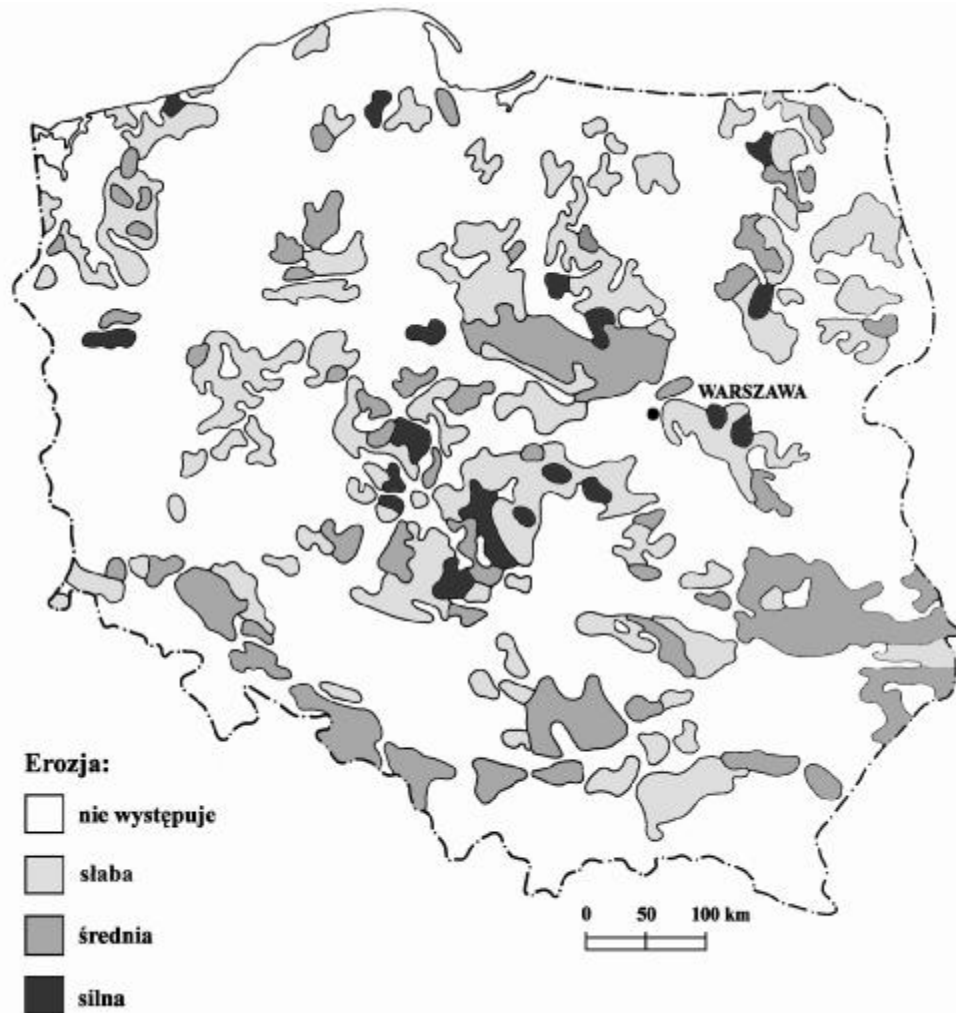 WARSZAWA
Erozja:
nie występuje
słaba
średnia
silna
0 50 100 km